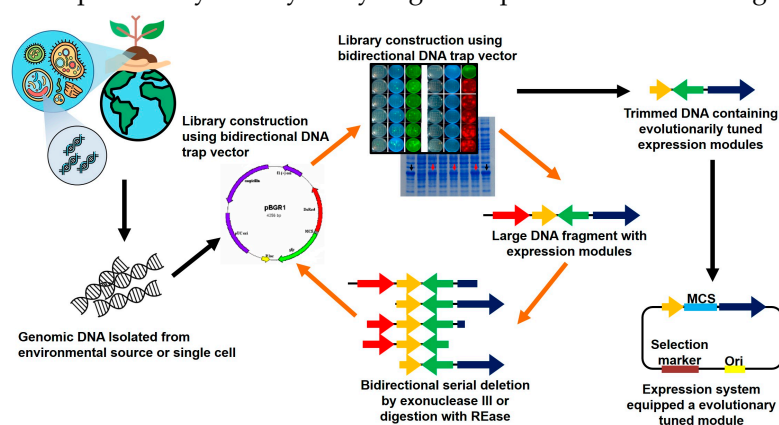 Library construction using
bidirectional DNA trap vector
Library construction
using bidirectional DNA
trap vector
pBGR1
Trimmed DNA containing
evolutionarily tuned
expression modules
Large DNA fragment with
expression modules
Genomic DNA Isolated from
environmental source or single cell
Bidirectional serial deletion
by exonuclease III or
digestion with REase
MCS
Selection
marker
Ori
Expression system
equipped a evolutionary
tuned module